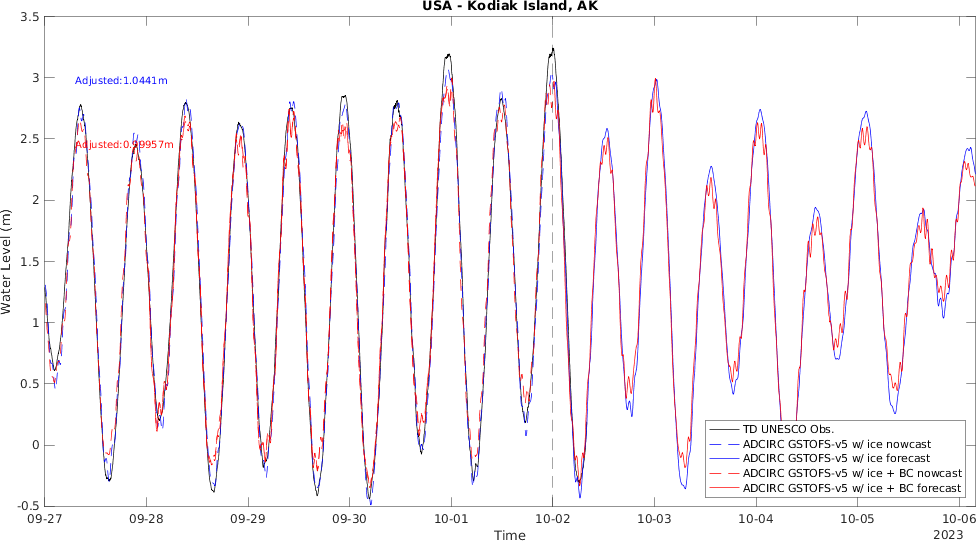 USA - Kodiak Island, AK
3.5
3
2.5
2
1.5
1
0.5
0
-0.5
Water Level (m)
Adjusted:1.0441m
Adjusted:0.99957m
TD UNESCO Obs.
ADCIRC GSTOFS-v5 w/ ice nowcast
ADCIRC GSTOFS-v5 w/ ice forecast
ADCIRC GSTOFS-v5 w/ ice + BC nowcast
ADCIRC GSTOFS-v5 w/ ice + BC forecast
09-27 09-28 09-29 09-30 10-01 10-02 10-03 10-04 10-05 10-06
Time
2023